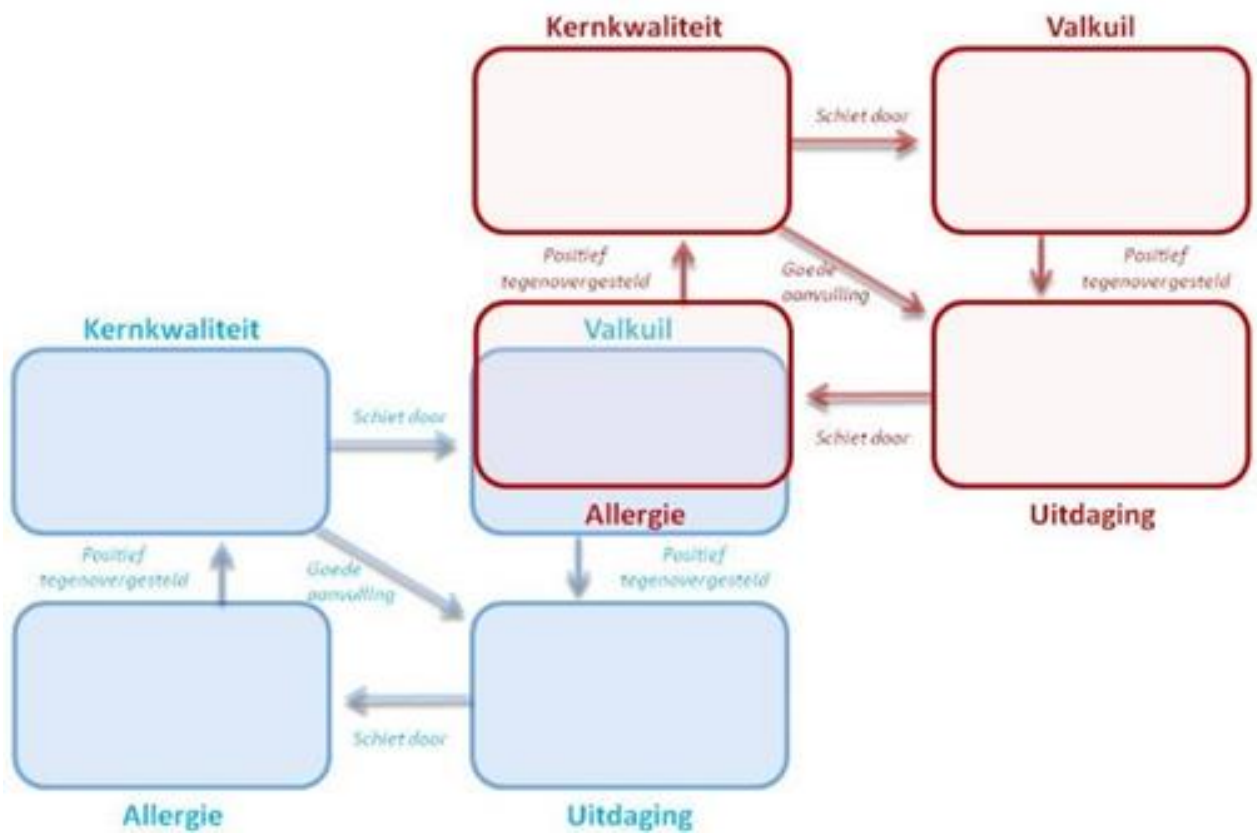 Kernkwaliteit
Valkuil
Schiet door
Positief
tegenovergesteld
Goede
aanvulling
Positief
tegenovergesteld
Kernkwaliteit
Valkuil
Schiet door
Schiet door
Allergie
Uitdaging
Positief
tegenovergesteld
Goede
aanvulling
Positief
tegenovergesteld
Schiet door
Allergie
Uitdaging